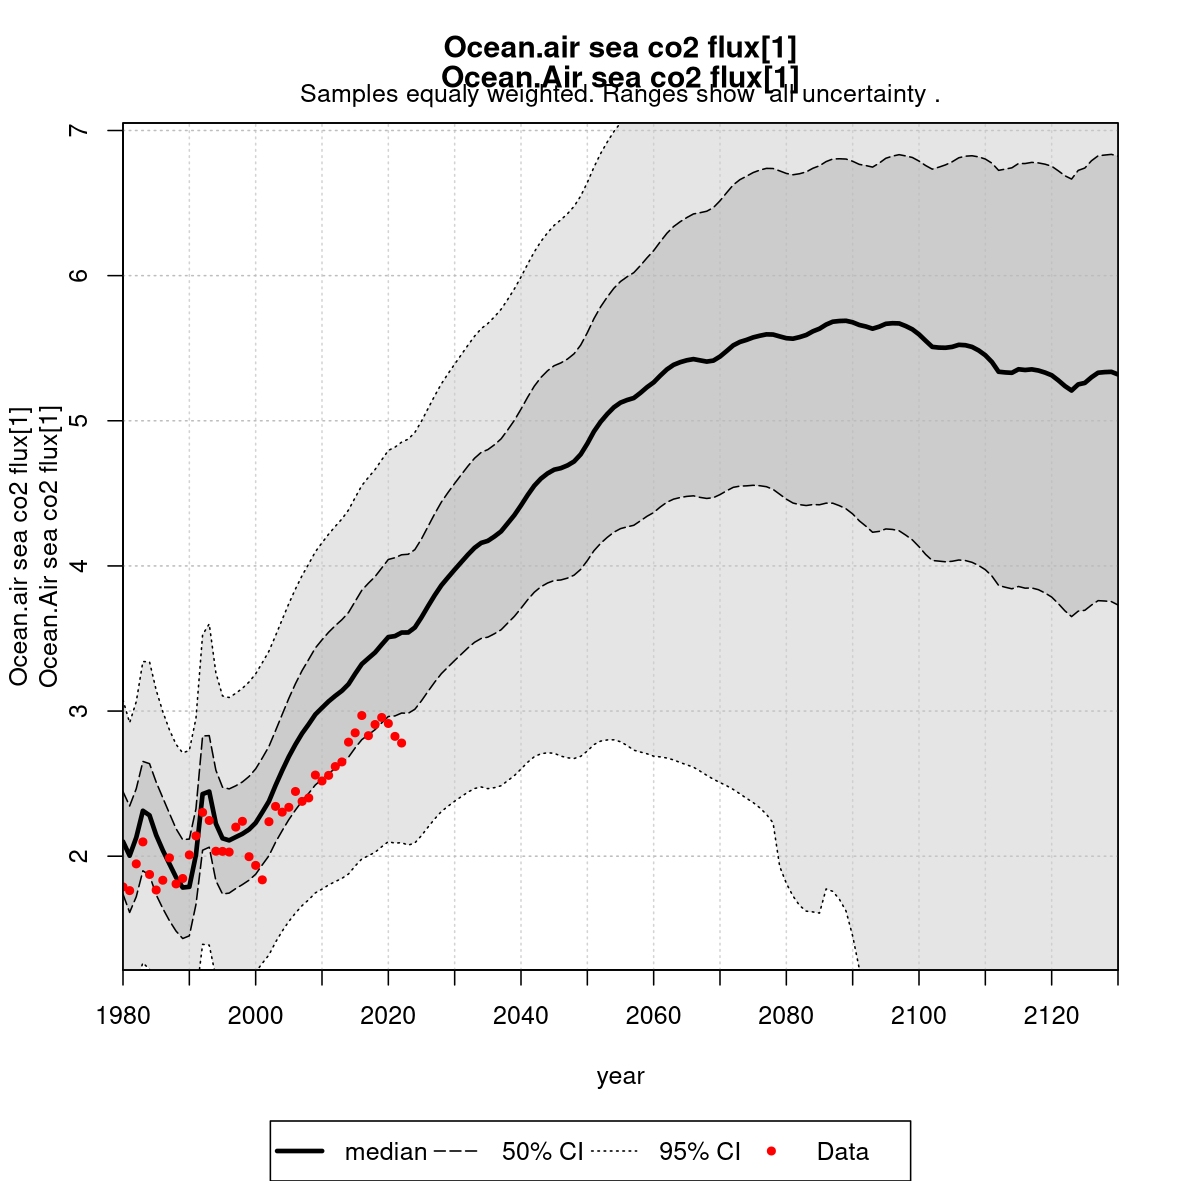 Ocean.air sea co2 flux[1]
Ocean.Air sea co2 flux[1]
Samples equaly weighted. Ranges show  all uncertainty .
Ocean.air sea co2 flux[1]
Ocean.Air sea co2 flux[1]
7
6
5
4
3
2
1980 2000 2020 2040 2060 2080 2100 2120
year
median 50% CI 95% CI Data